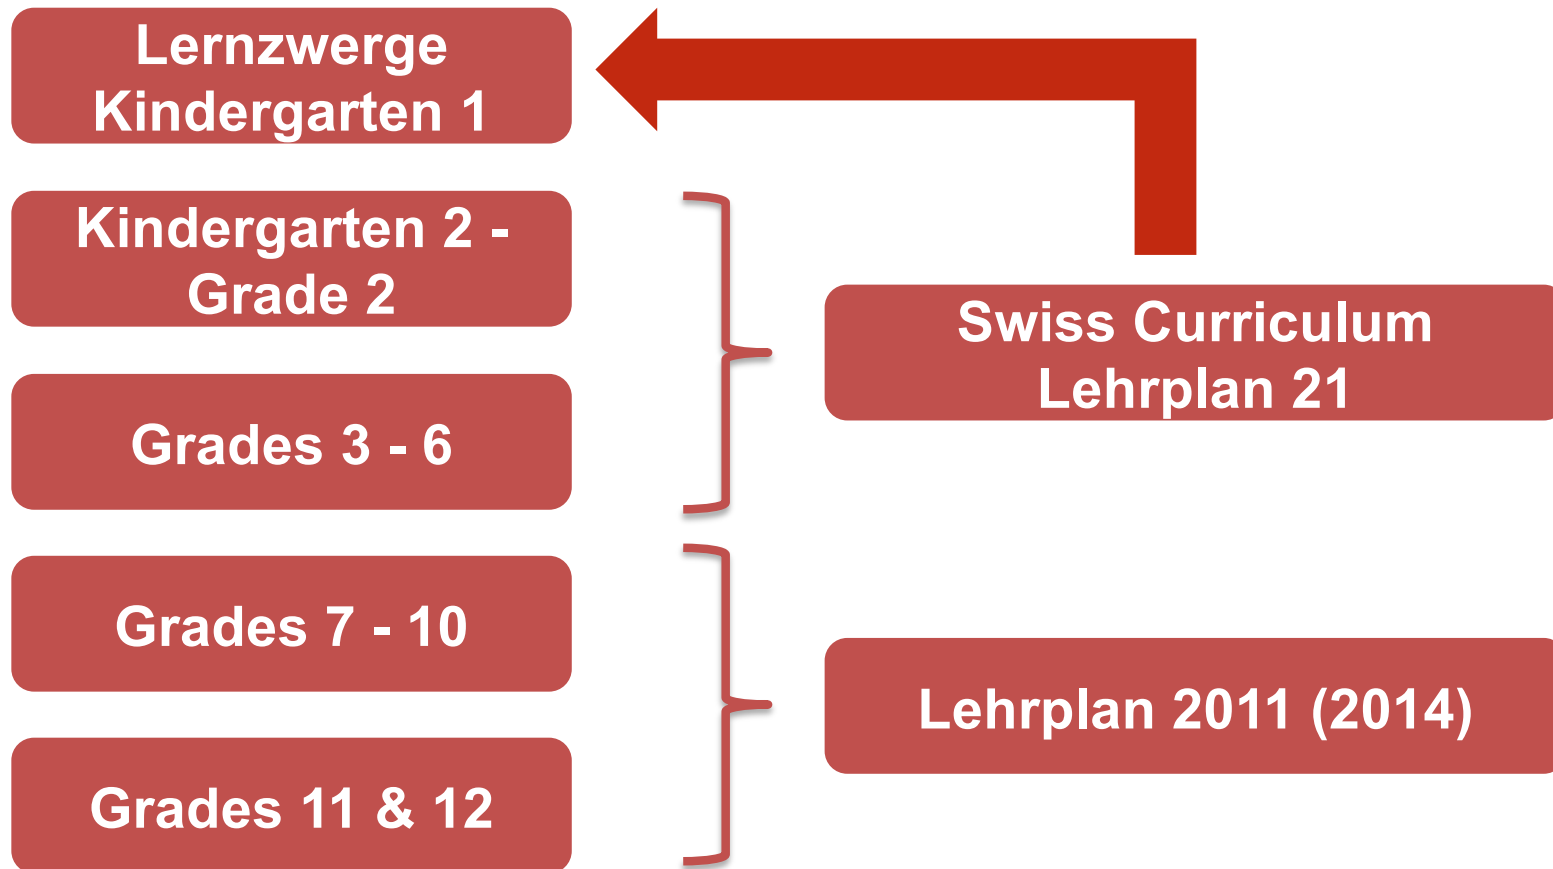 Lernzwerge
Kindergarten 1
Kindergarten 2 -
Grade 2
Grades 3 - 6
Grades 7 - 10
Grades 11 & 12
Swiss Curriculum
Lehrplan 21
Lehrplan 2011 (2014)